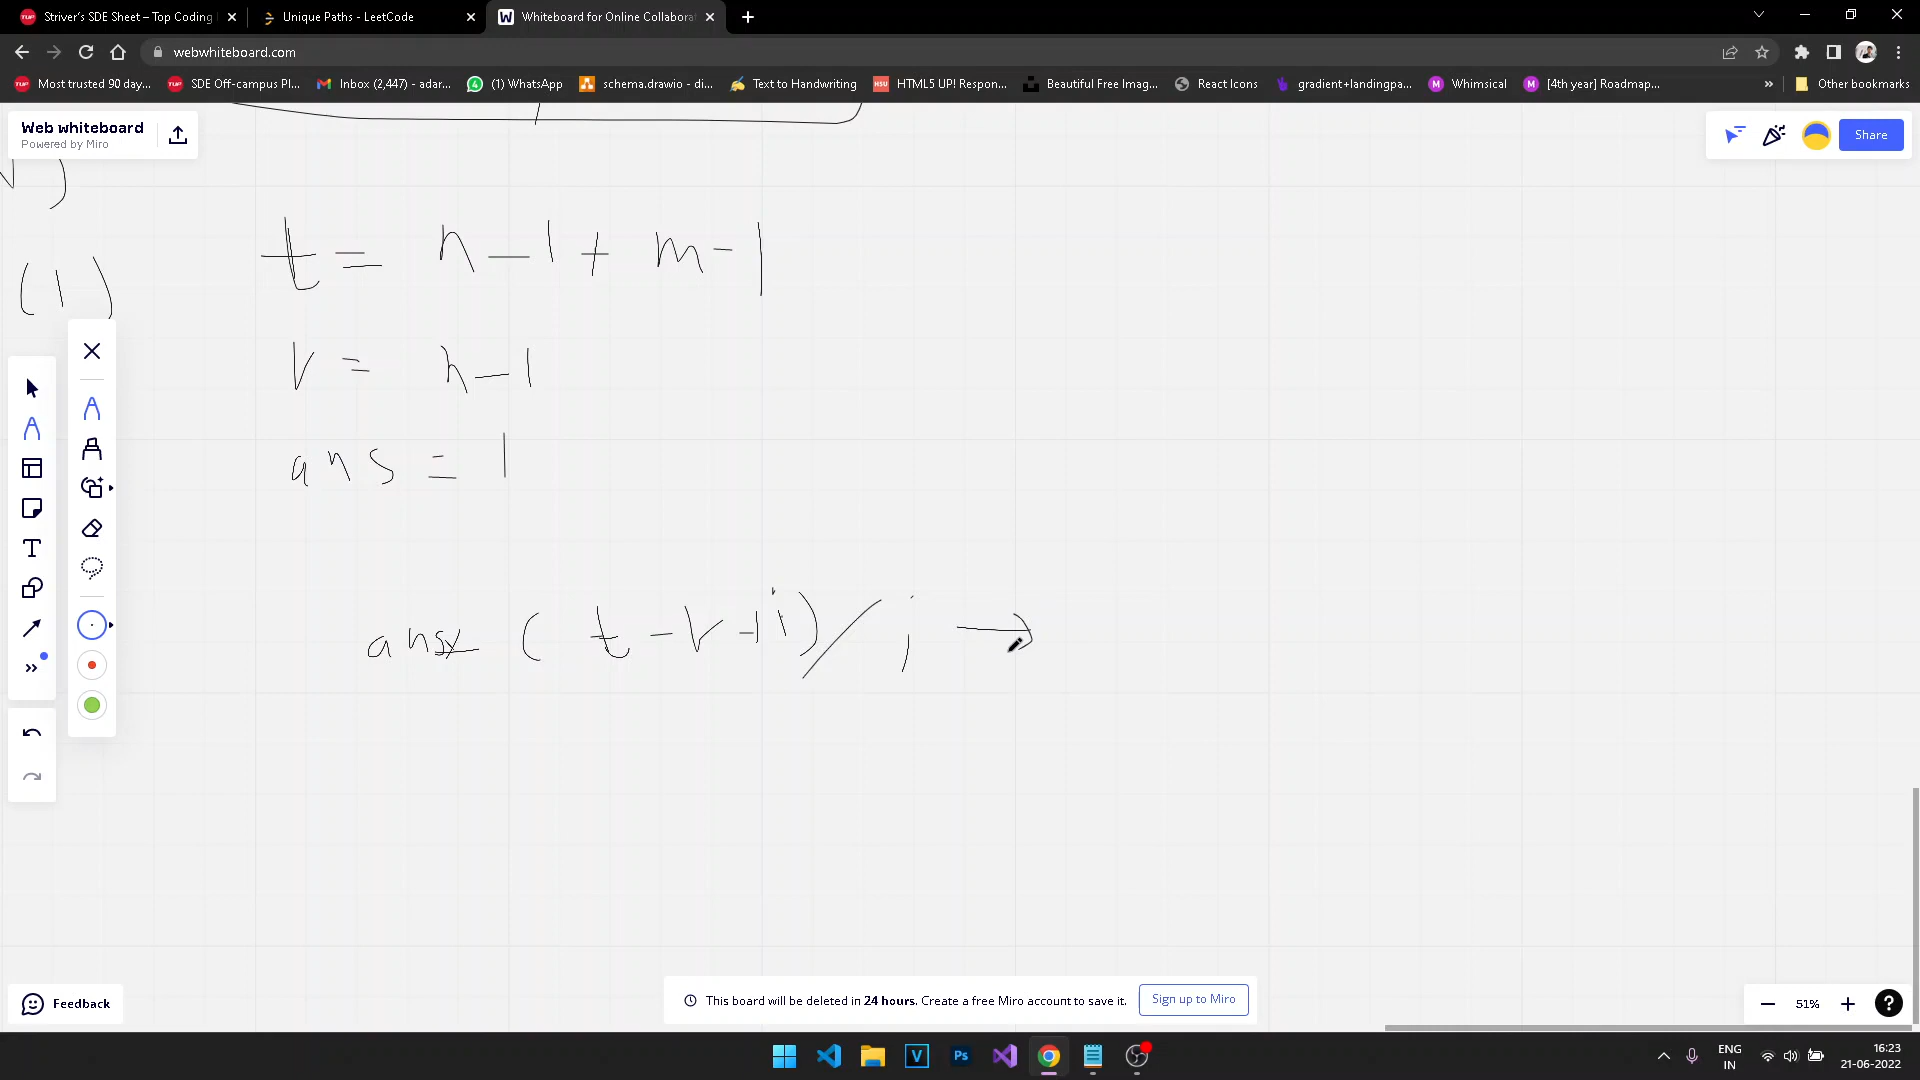 Striver's SDE Sheet – Top Coding
Unique Paths - LeetCode
Whiteboard for Online Collabora
webwhiteboard.com
Most trusted 90 day...
SDE Off-campus Pl...
Inbox (2,447) - adar...
(1) WhatsApp
schema.drawio - di...
Text to Handwriting
HTML5 UP! Respon...
Beautiful Free Imag...
React Icons
gradient+landingpa...
Whimsical
[4th year] Roadmap...
»
Other bookmarks
Web whiteboard
Powered by Miro
Share
t = n-1 + m-1
(1)
r = n-1
ans = 1
ans x (t-r+i)/i →
Feedback
This board will be deleted in 24 hours. Create a free Miro account to save it.
Sign up to Miro
51%
ENG
IN
16:23
21-06-2022